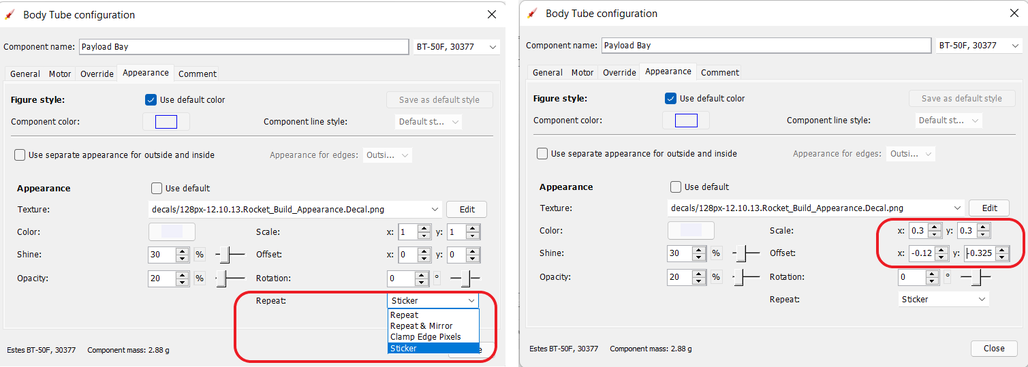 Body Tube configuration
Component name: Payload Bay BT-50F, 30377
General Motor Override Appearance Comment
Figure style: Use default color Save as default style
Component color: Component line style: Default st...
Use separate appearance for outside and inside Appearance for edges: Outsi...
Appearance Use default
Texture: decals/128px-12.10.13.Rocket_Build_Appearance.Decal.png Edit
Color: Scale: x: 1 y: 1
Shine: 30 % Offset: x: 0 y: 0
Opacity: 20 % Rotation: 0 °
Repeat: Sticker
Repeat
Repeat & Mirror
Clamp Edge Pixels
Sticker
Estes BT-50F, 30377 Component mass: 2.88 g
Body Tube configuration
Component name: Payload Bay BT-50F, 30377
General Motor Override Appearance Comment
Figure style: Use default color Save as default style
Component color: Component line style: Default st...
Use separate appearance for outside and inside Appearance for edges: Outsi...
Appearance Use default
Texture: decals/128px-12.10.13.Rocket_Build_Appearance.Decal.png Edit
Color: Scale: x: 0.3 y: 0.3
Shine: 30 % Offset: x: -0.12 y: -0.325
Opacity: 20 % Rotation: 0 °
Repeat: Sticker
Estes BT-50F, 30377 Component mass: 2.88 g Close